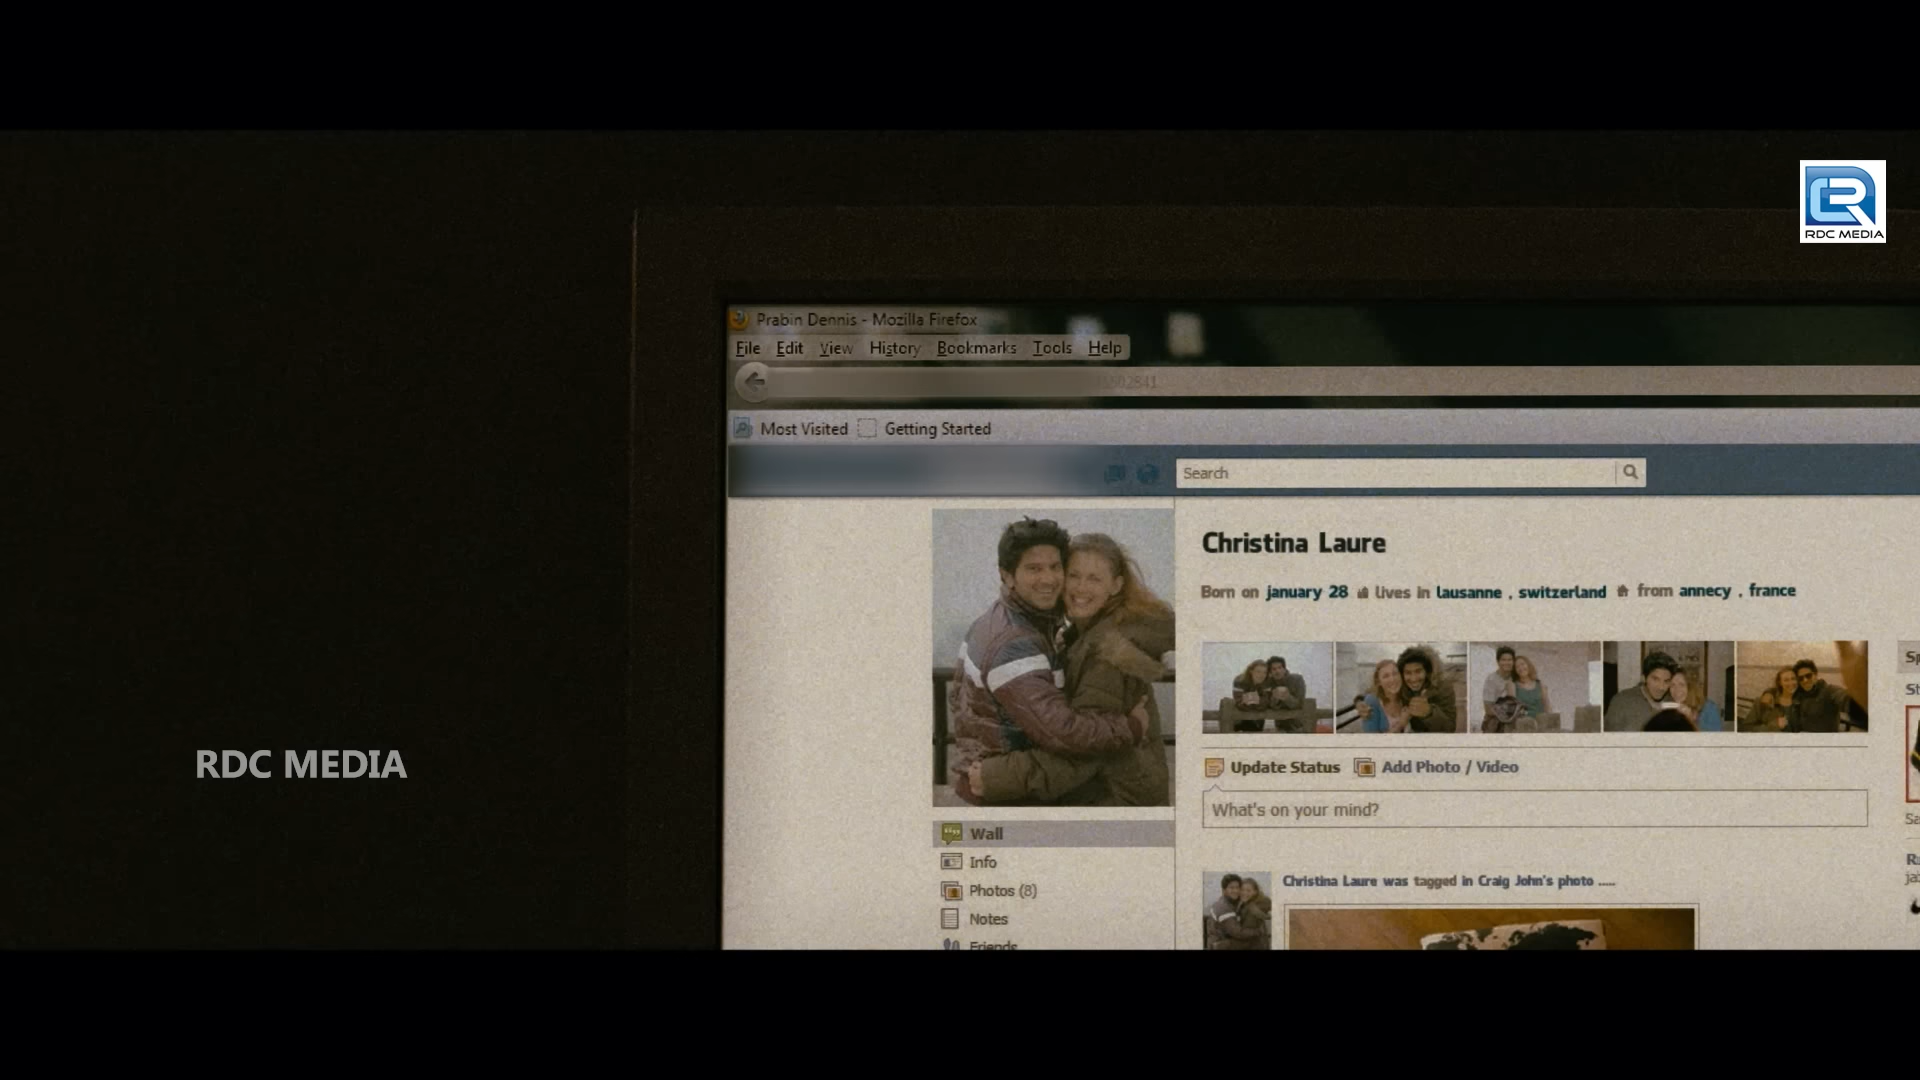 RDC MEDIA
Prabin Dennis - Mozilla Firefox
File Edit View History Bookmarks Tools Help
Most Visited Getting Started
Search
Christina Laure
Born on january 28 lives in lausanne , switzerland from annecy , france
Update Status Add Photo / Video
What's on your mind?
Wall
Info
Photos (8)
Notes
Friends
Christina Laure was tagged in Craig John's photo .....
RDC MEDIA